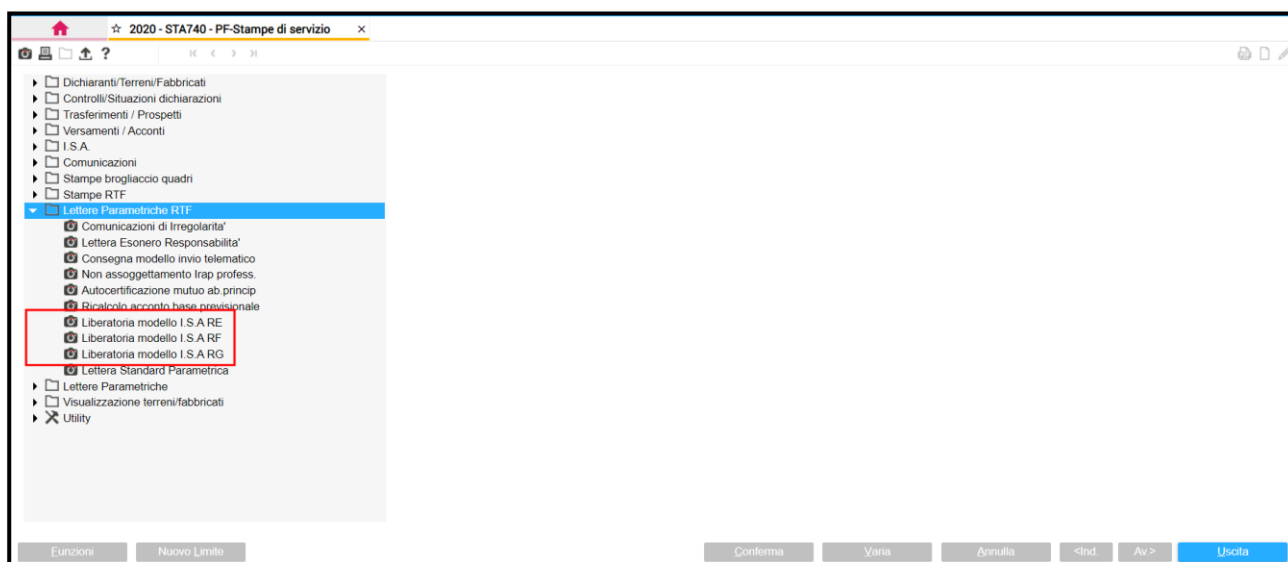 2020 - STA740 - PF-Stampe di servizio
Dichiaranti/Terreni/Fabbricati
Controlli/Situazioni dichiarazioni
Trasferimenti / Prospetti
Versamenti / Acconti
I.S.A.
Comunicazioni
Stampe brogliaccio quadri
Stampe RTF
Lettere Parametriche RTF
Comunicazioni di Irregolarita'
Lettera Esonero Responsabilita'
Consegna modello invio telematico
Non assoggettamento Irap profess.
Autocertificazione mutuo ab.princip
Ricalcolo acconto base previsionale
Liberatoria modello I.S.A RE
Liberatoria modello I.S.A RF
Liberatoria modello I.S.A RG
Lettera Standard Parametrica
Lettere Parametriche
Visualizzazione terreni/fabbricati
Utility
Funzioni Nuovo Limite Conferma Varia Annulla <Ind. Av.> Uscita